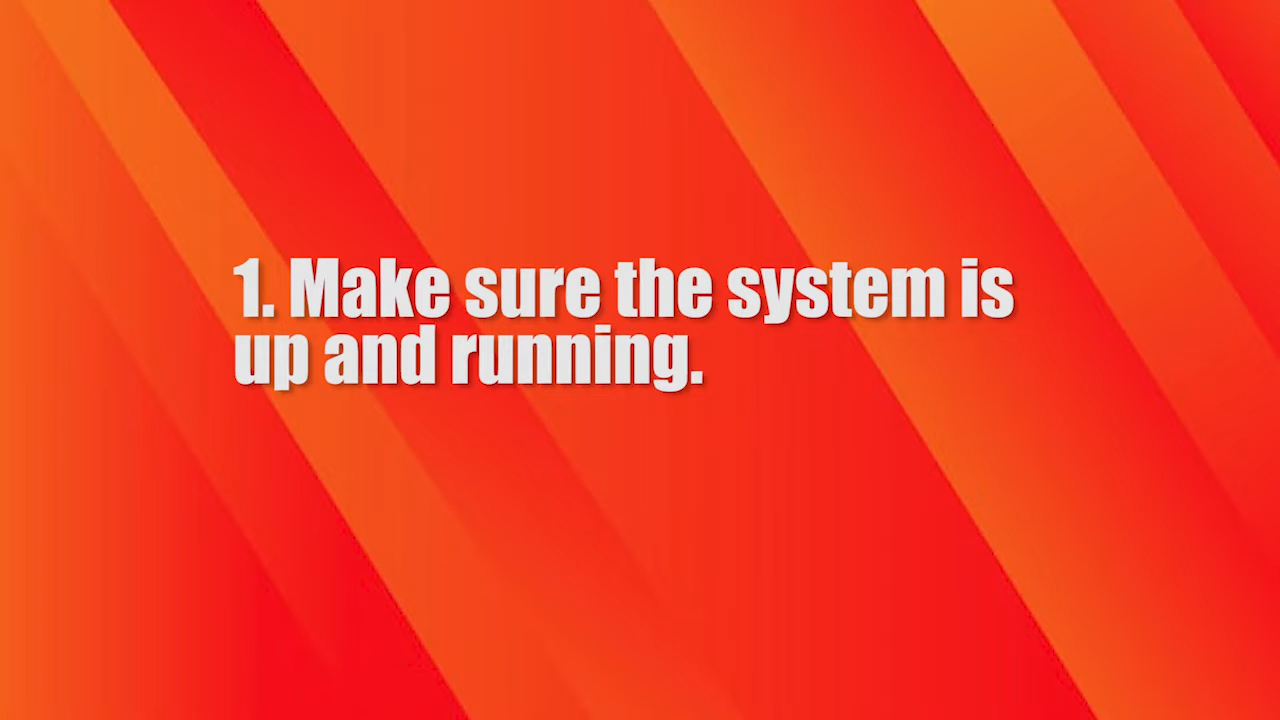 1. Make sure the system is
up and running.